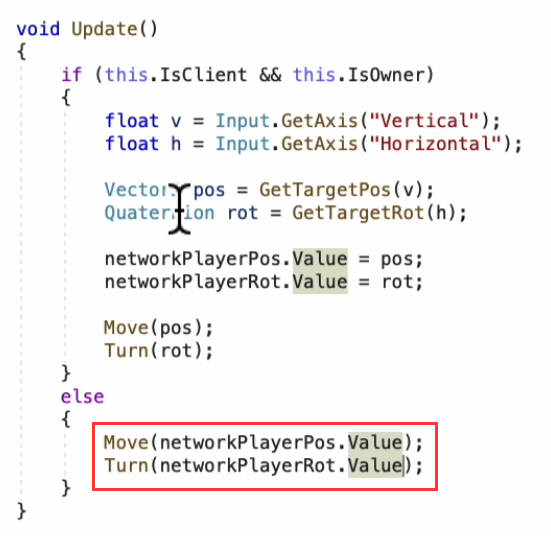 void Update()
{
if (this.IsClient && this.IsOwner)
{
float v = Input.GetAxis("Vertical");
float h = Input.GetAxis("Horizontal");
pos = GetTargetPos(v);
Quaternion rot = GetTargetRot(h);
networkPlayerPos.Value = pos;
networkPlayerRot.Value = rot;
Move(pos);
Turn(rot);
}
else
{
Move(networkPlayerPos.Value);
Turn(networkPlayerRot.Value);
}
}